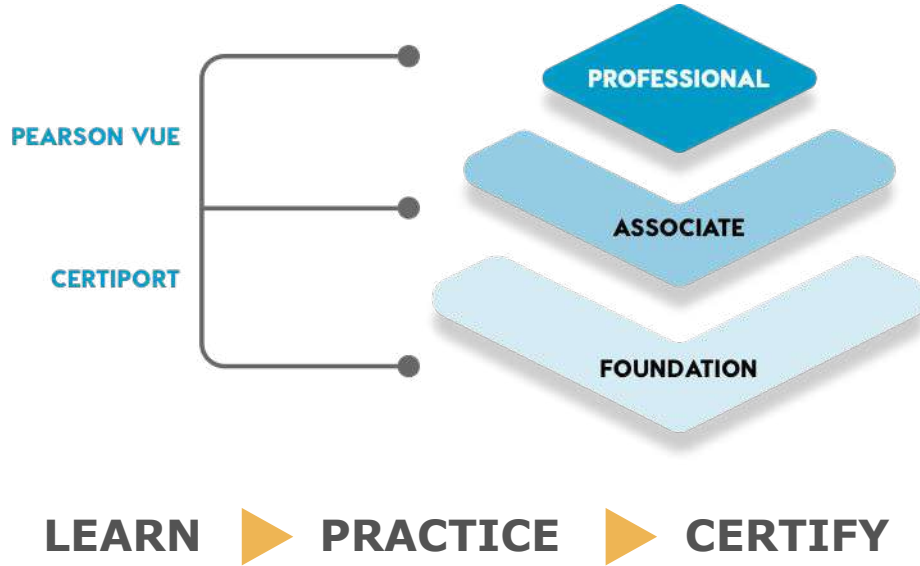 PROFESSIONAL
PEARSON VUE
ASSOCIATE
CERTIPORT
FOUNDATION
LEARN PRACTICE CERTIFY